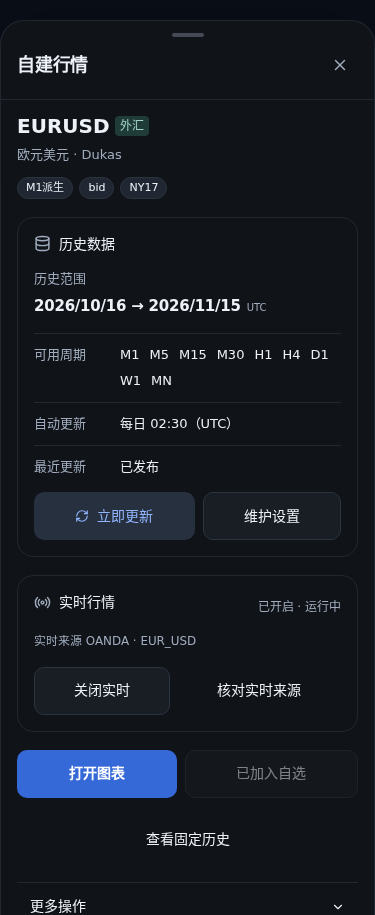 自建行情
EURUSD 外汇
欧元美元 · Dukas
M1派生 bid NY17
历史数据
历史范围
2026/10/16 → 2026/11/15 UTC
可用周期 M1 M5 M15 M30 H1 H4 D1
W1 MN
自动更新 每日 02:30（UTC）
最近更新 已发布
立即更新 维护设置
实时行情 已开启 · 运行中
实时来源 OANDA · EUR_USD
关闭实时 核对实时来源
打开图表 已加入自选
查看固定历史
更多操作